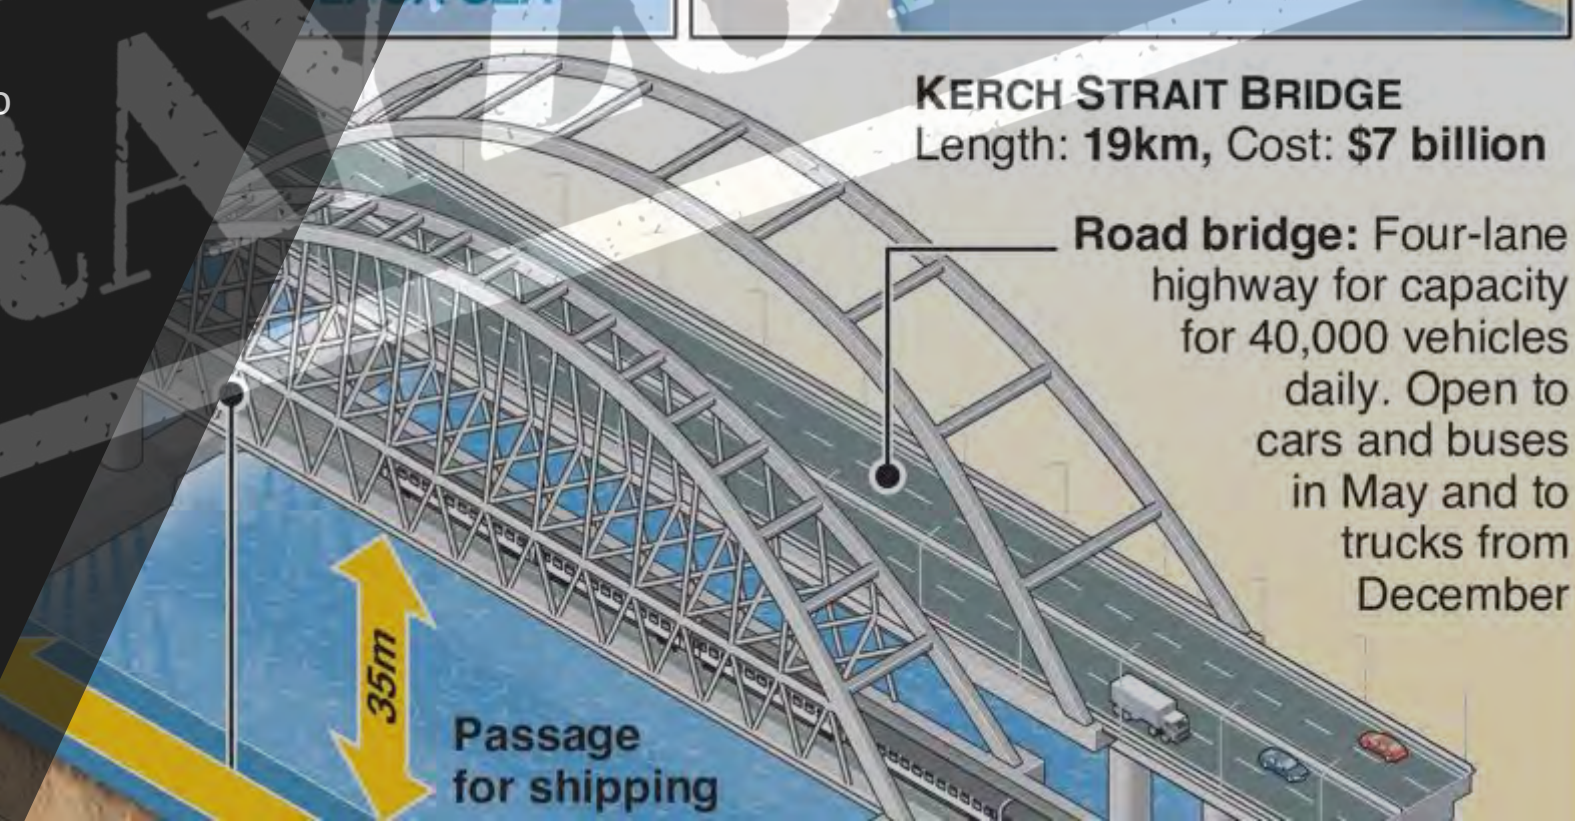 KERCH STRAIT BRIDGE
Length: 19km, Cost: $7 billion
Road bridge: Four-lane
highway for capacity
for 40,000 vehicles
daily. Open to
cars and buses
in May and to
trucks from
December
35m
Passage
for shipping